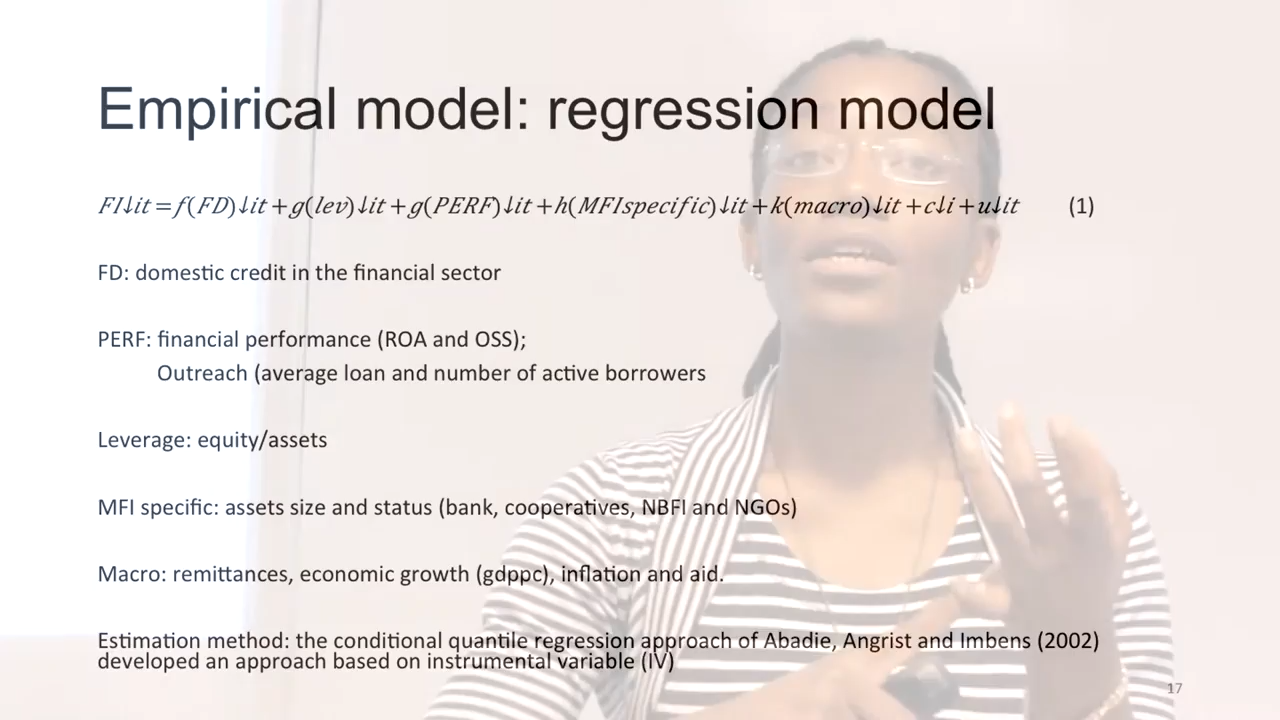 Empirical model: regression model
FI↓it =f(FD)↓it +g(lev)↓it +g(PERF)↓it +h(MFIspecific)↓it +k(macro)↓it +c↓i +u↓it (1)
FD: domestic credit in the financial sector
PERF: financial performance (ROA and OSS);
Outreach (average loan and number of active borrowers
Leverage: equity/assets
MFI specific: assets size and status (bank, cooperatives, NBFI and NGOs)
Macro: remittances, economic growth (gdppc), inflation and aid.
Estimation method: the conditional quantile regression approach of Abadie, Angrist and Imbens (2002)
developed an approach based on instrumental variable (IV)
17